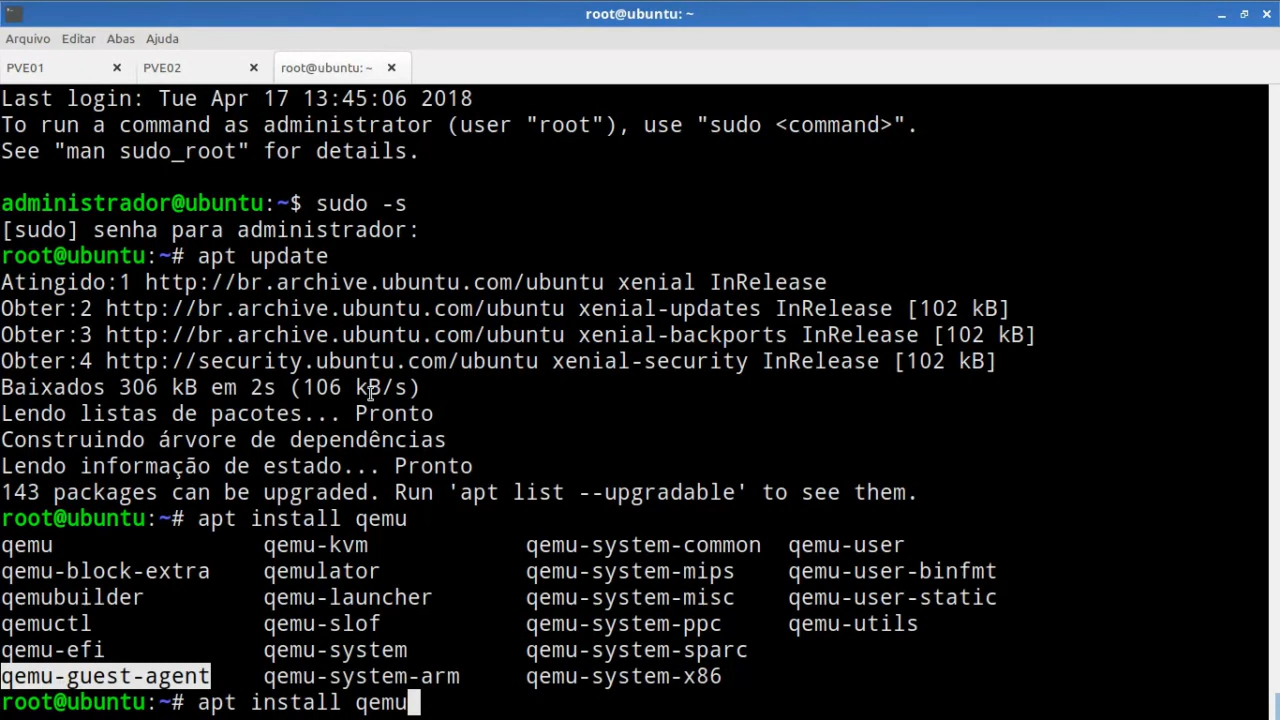 root@ubuntu: ~
Arquivo Editar Abas Ajuda
PVE01 PVE02 root@ubuntu: ~
Last login: Tue Apr 17 13:45:06 2018
To run a command as administrator (user "root"), use "sudo <command>".
See "man sudo_root" for details.
administrador@ubuntu:~$ sudo -s
[sudo] senha para administrador:
root@ubuntu:~# apt update
Atingido:1 http://br.archive.ubuntu.com/ubuntu xenial InRelease
Obter:2 http://br.archive.ubuntu.com/ubuntu xenial-updates InRelease [102 kB]
Obter:3 http://br.archive.ubuntu.com/ubuntu xenial-backports InRelease [102 kB]
Obter:4 http://security.ubuntu.com/ubuntu xenial-security InRelease [102 kB]
Baixados 306 kB em 2s (106 kB/s)
Lendo listas de pacotes... Pronto
Construindo árvore de dependências
Lendo informação de estado... Pronto
143 packages can be upgraded. Run 'apt list --upgradable' to see them.
root@ubuntu:~# apt install qemu
qemu qemu-kvm qemu-system-common qemu-user
qemu-block-extra qemulator qemu-system-mips qemu-user-binfmt
qemubuilder qemu-launcher qemu-system-misc qemu-user-static
qemuctl qemu-slof qemu-system-ppc qemu-utils
qemu-efi qemu-system qemu-system-sparc
qemu-guest-agent qemu-system-arm qemu-system-x86
root@ubuntu:~# apt install qemu